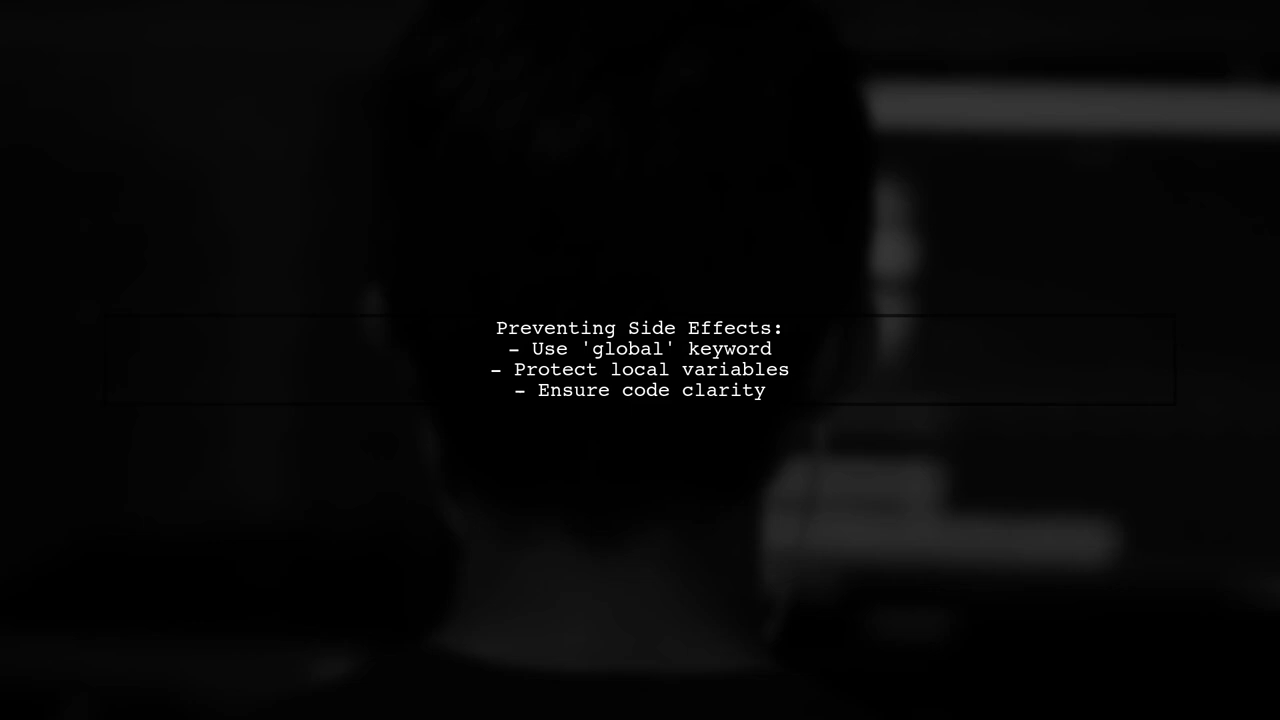 Preventing Side Effects:
- Use 'global' keyword
- Protect local variables
- Ensure code clarity